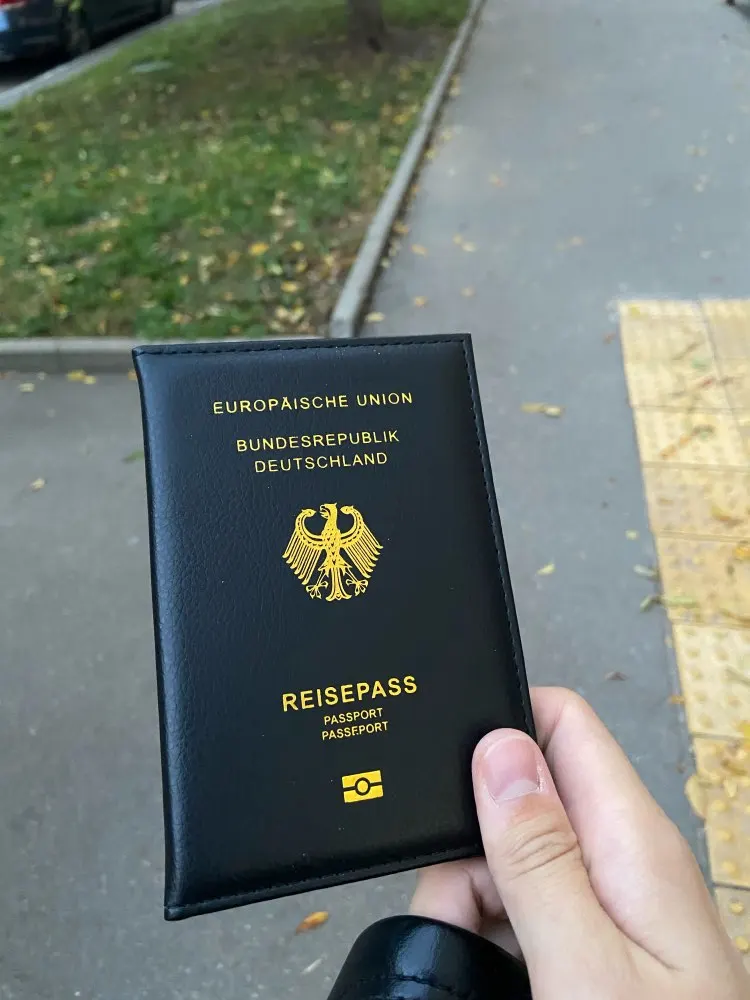 EUROPÄISCHE UNION
BUNDESREPUBLIK
DEUTSCHLAND
REISEPASS
PASSPORT
PASSEPORT